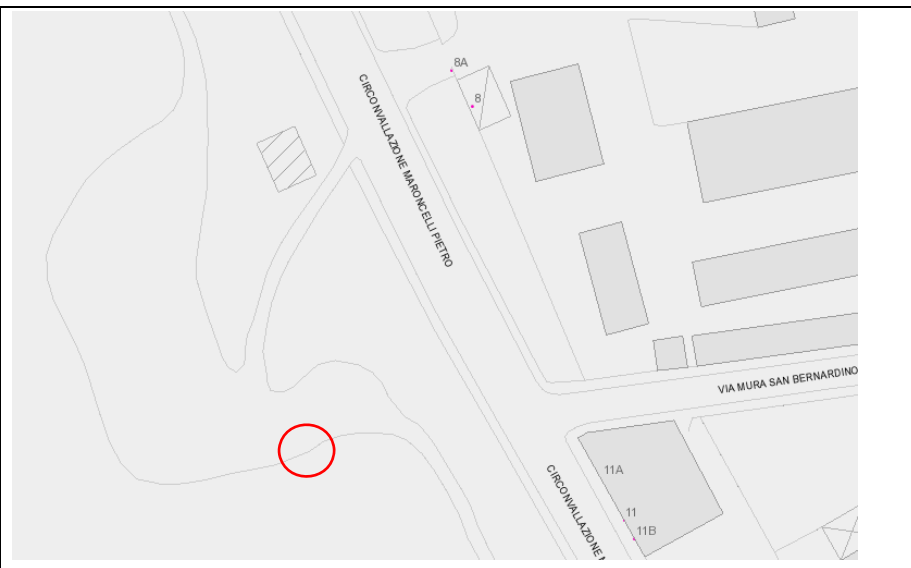 8A
8
CIRCONVALLAZIONE MARONCELLI PIETRO
VIA MURA SAN BERNARDINO
11A
11
11B
CIRCONVALLAZIONE M